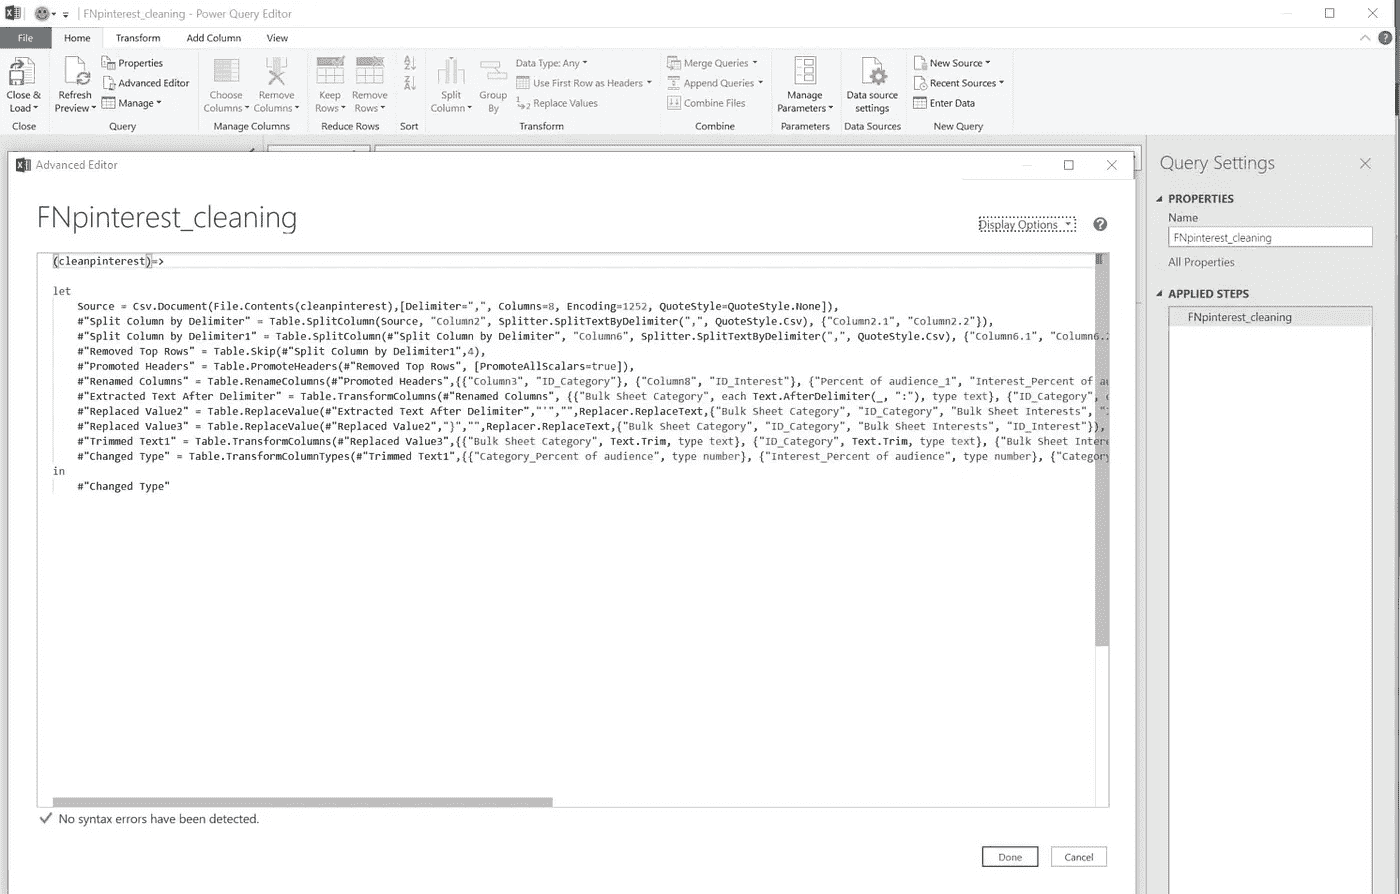 FNpinterest_cleaning - Power Query Editor
File Home Transform Add Column View
Close & Load
Refresh Preview
Properties
Advanced Editor
Manage
Choose Columns
Remove Columns
Keep Rows
Remove Rows
Split Column
Group By
Data Type: Any
Use First Row as Headers
Replace Values
Merge Queries
Append Queries
Combine Files
Manage Parameters
Data source settings
New Source
Recent Sources
Enter Data
Close Query Manage Columns Reduce Rows Sort Transform Combine Parameters Data Sources New Query
Advanced Editor
FNpinterest_cleaning
Display Options
(cleanpinterest)=>
let
Source = Csv.Document(File.Contents(cleanpinterest),[Delimiter=",", Columns=8, Encoding=1252, QuoteStyle=QuoteStyle.None]),
#"Split Column by Delimiter" = Table.SplitColumn(Source, "Column2", Splitter.SplitTextByDelimiter(",", QuoteStyle.Csv), {"Column2.1", "Column2.2"}),
#"Split Column by Delimiter1" = Table.SplitColumn(#"Split Column by Delimiter", "Column6", Splitter.SplitTextByDelimiter(",", QuoteStyle.Csv), {"Column6.1", "Column6.2
#"Removed Top Rows" = Table.Skip(#"Split Column by Delimiter1",4),
#"Promoted Headers" = Table.PromoteHeaders(#"Removed Top Rows", [PromoteAllScalars=true]),
#"Renamed Columns" = Table.RenameColumns(#"Promoted Headers",{{"Column3", "ID_Category"}, {"Column8", "ID_Interest"}, {"Percent of audience_1", "Interest_Percent of au
#"Extracted Text After Delimiter" = Table.TransformColumns(#"Renamed Columns", {{"Bulk Sheet Category", each Text.AfterDelimiter(_, ":"), type text}, {"ID_Category", e
#"Replaced Value2" = Table.ReplaceValue(#"Extracted Text After Delimiter","'","",Replacer.ReplaceText,{"Bulk Sheet Category", "ID_Category", "Bulk Sheet Interests", "I
#"Replaced Value3" = Table.ReplaceValue(#"Replaced Value2","}","",Replacer.ReplaceText,{"Bulk Sheet Category", "ID_Category", "Bulk Sheet Interests", "ID_Interest"}),
#"Trimmed Text1" = Table.TransformColumns(#"Replaced Value3",{{"Bulk Sheet Category", Text.Trim, type text}, {"ID_Category", Text.Trim, type text}, {"Bulk Sheet Inter
#"Changed Type" = Table.TransformColumnTypes(#"Trimmed Text1",{{"Category_Percent of audience", type number}, {"Interest_Percent of audience", type number}, {"Category
in
#"Changed Type"
No syntax errors have been detected.
Done Cancel
Query Settings
PROPERTIES
Name
FNpinterest_cleaning
All Properties
APPLIED STEPS
FNpinterest_cleaning